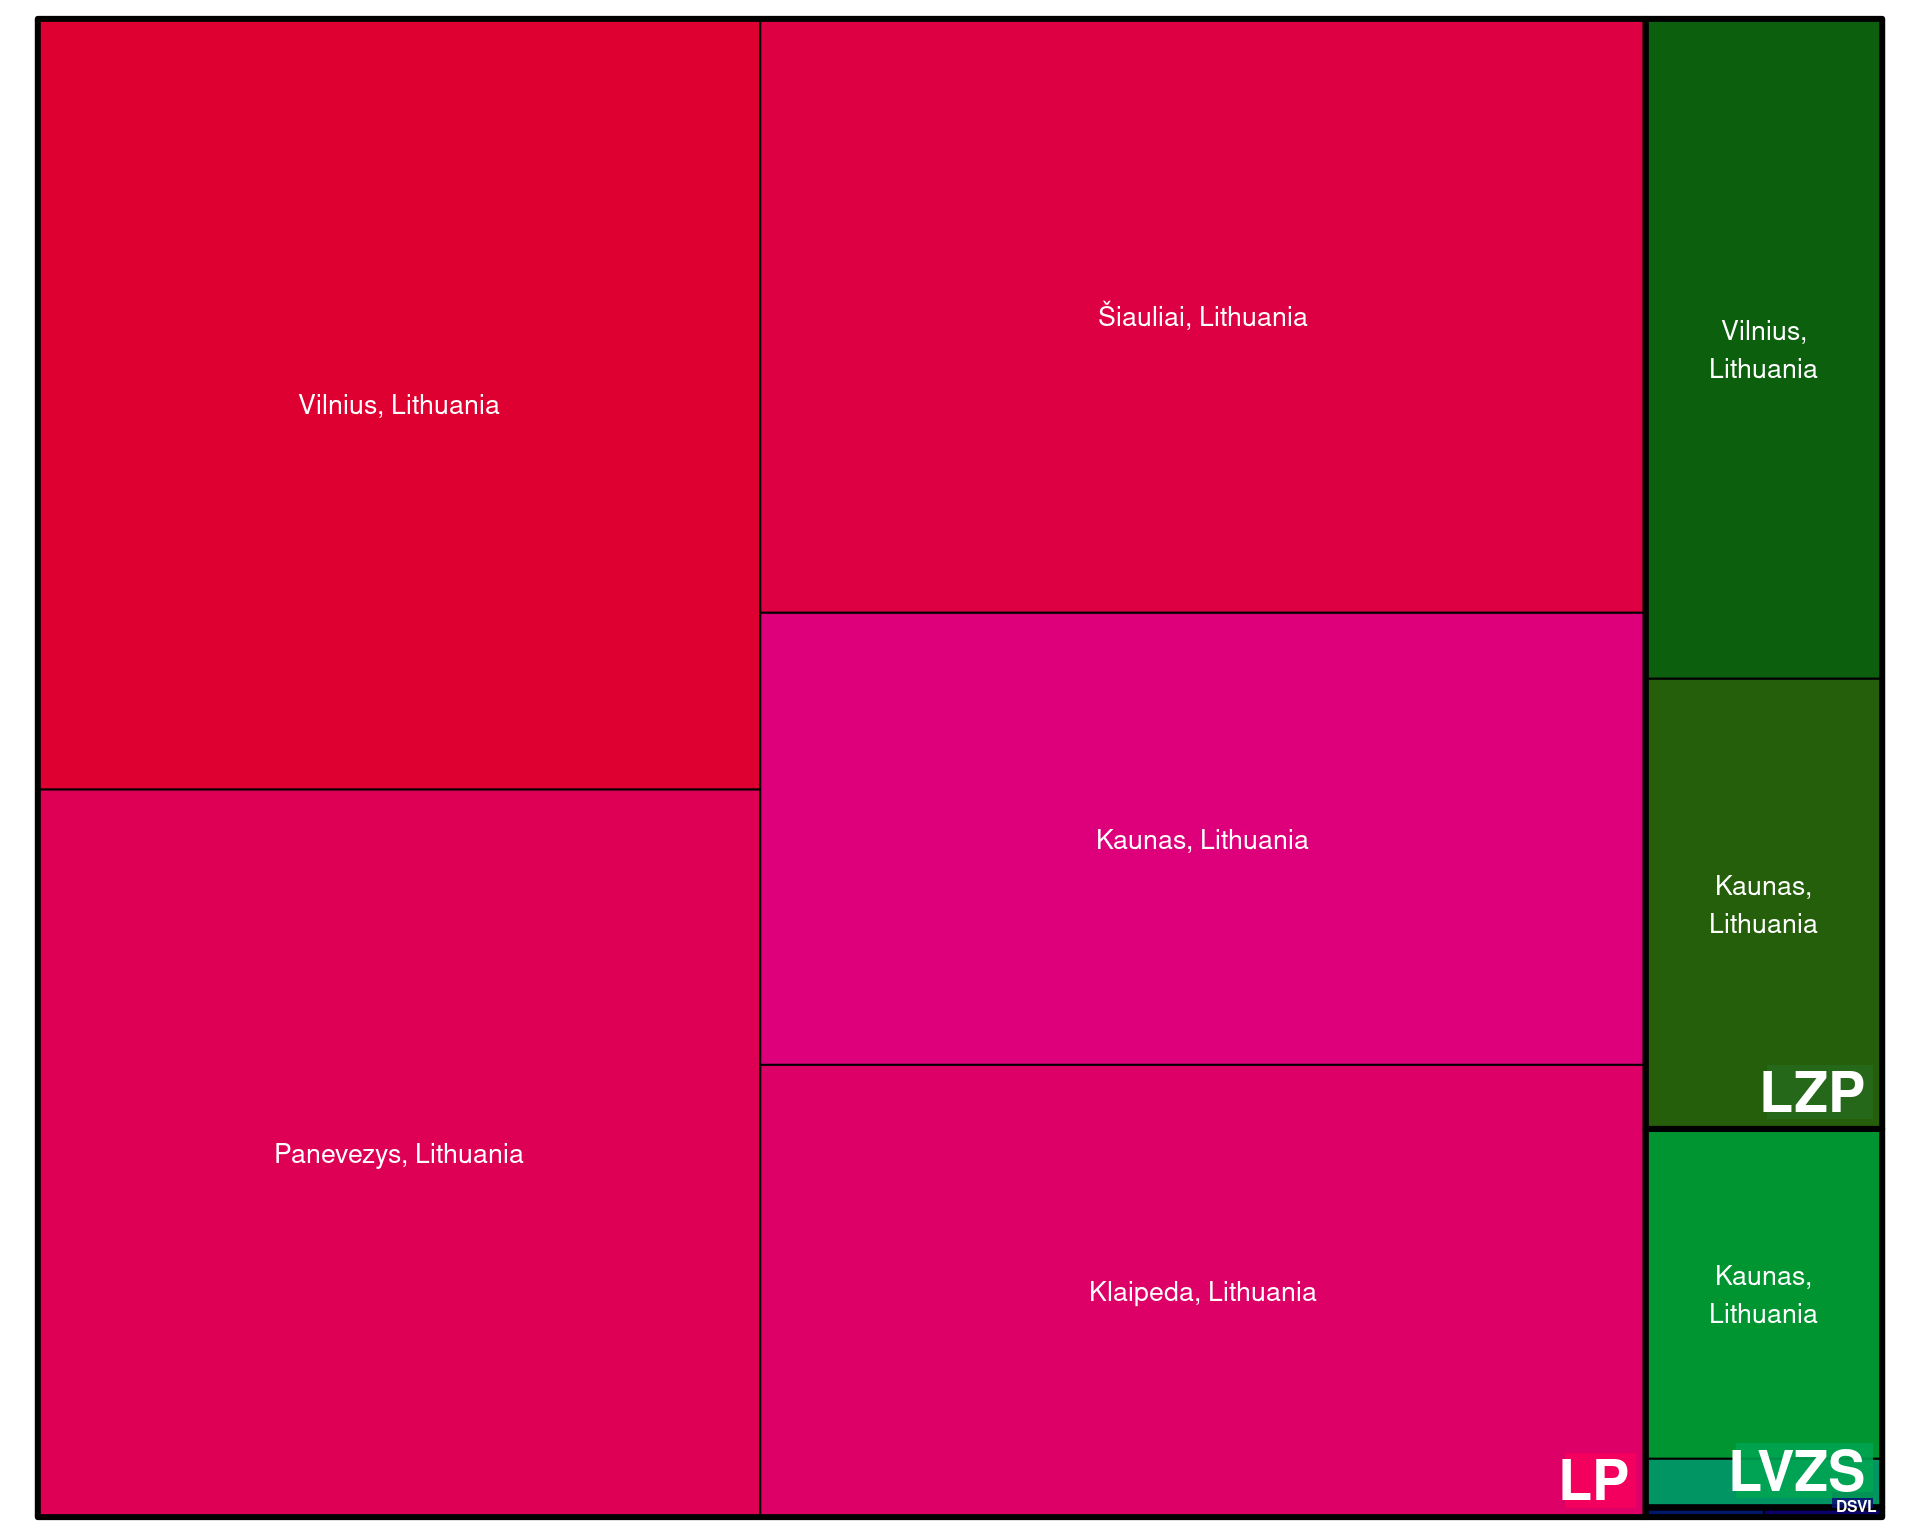 Vilnius, Lithuania
Panevezys, Lithuania
Šiauliai, Lithuania
Kaunas, Lithuania
Klaipeda, Lithuania
LP
Vilnius,
Lithuania
Kaunas,
Lithuania
LZP
Kaunas,
Lithuania
LVZS
DSVL